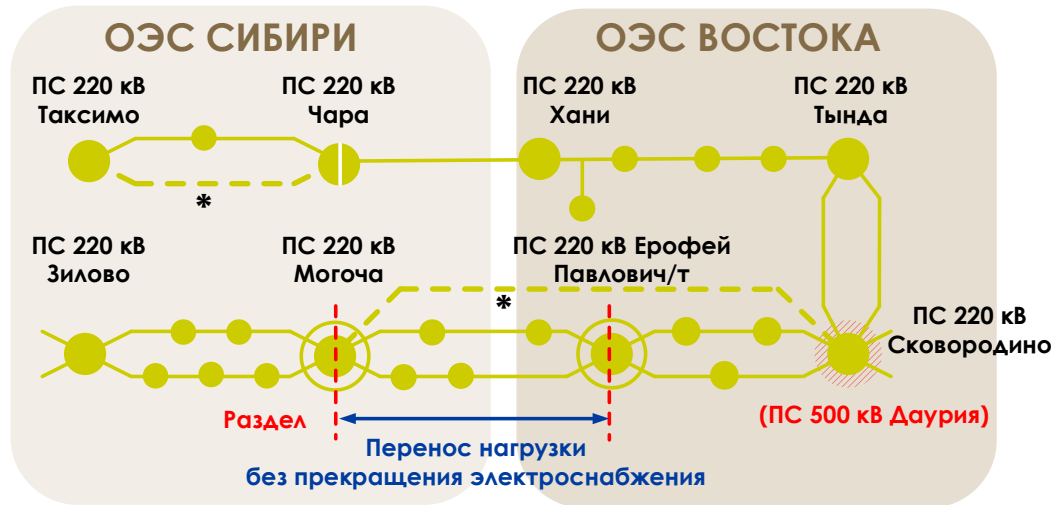 ОЭС СИБИРИ
ОЭС ВОСТОКА
ПС 220 кВ
Таксимо
ПС 220 кВ
Чара
ПС 220 кВ
Хани
ПС 220 кВ
Тында
*
ПС 220 кВ
Зилово
ПС 220 кВ
Могоча
ПС 220 кВ Ерофей
Павлович/т
*
ПС 220 кВ
Сковородино
Раздел
(ПС 500 кВ Даурия)
Перенос нагрузки
без прекращения электроснабжения